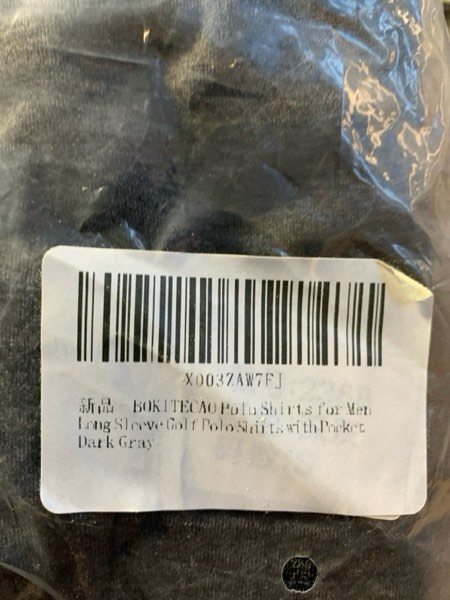 X003ZAW7FJ
新品 - BOKITECAO Polo Shirts for Men
Long Sleeve Golf Polo Shirts with Pocket
Dark Gray